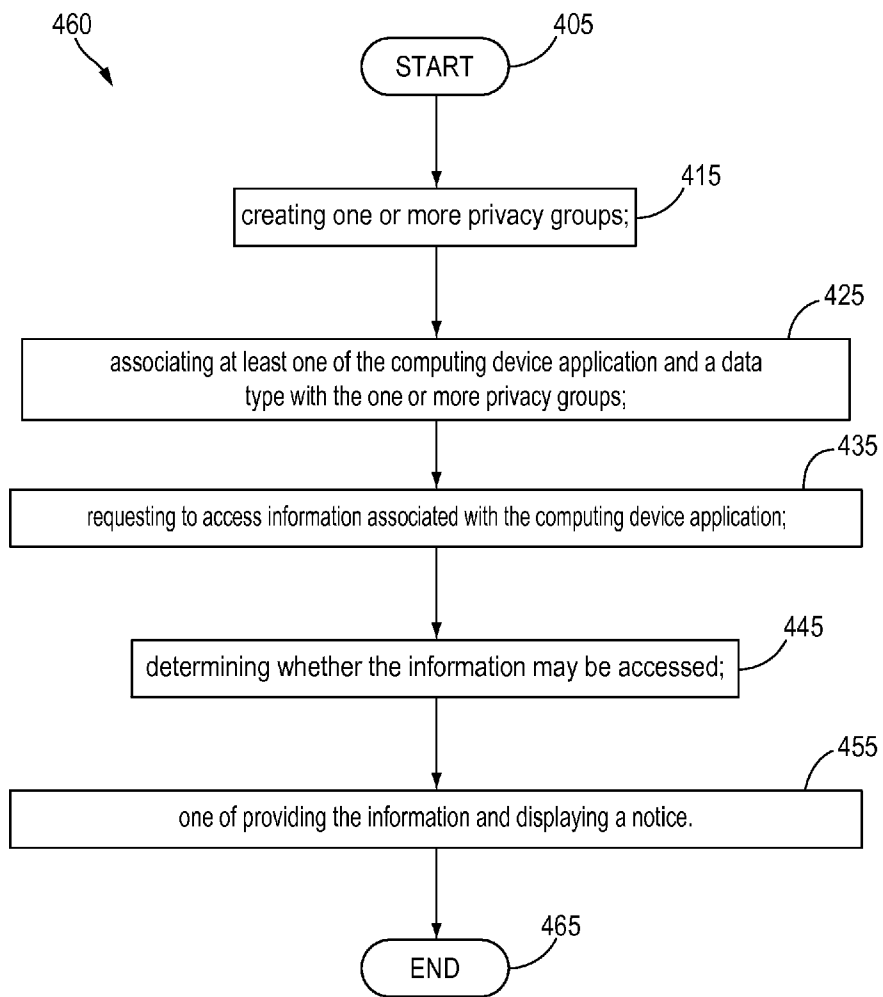 460
START
405
creating one or more privacy groups;
415
425
associating at least one of the computing device application and a data
type with the one or more privacy groups;
435
requesting to access information associated with the computing device application;
445
determining whether the information may be accessed;
455
one of providing the information and displaying a notice.
465
END